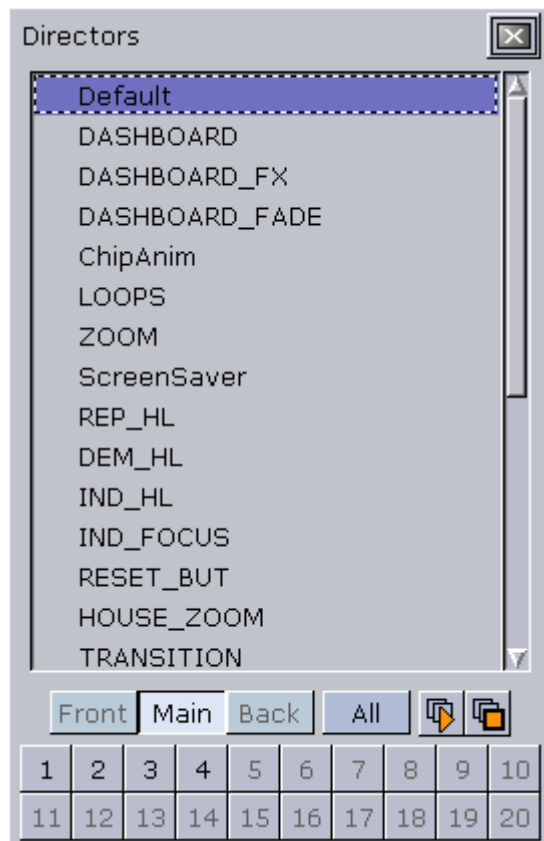 Directors
Default
DASHBOARD
DASHBOARD_FX
DASHBOARD_FADE
ChipAnim
LOOPS
ZOOM
ScreenSaver
REP_HL
DEM_HL
IND_HL
IND_FOCUS
RESET_BUT
HOUSE_ZOOM
TRANSITION
Front Main Back All
1 2 3 4 5 6 7 8 9 10
11 12 13 14 15 16 17 18 19 20